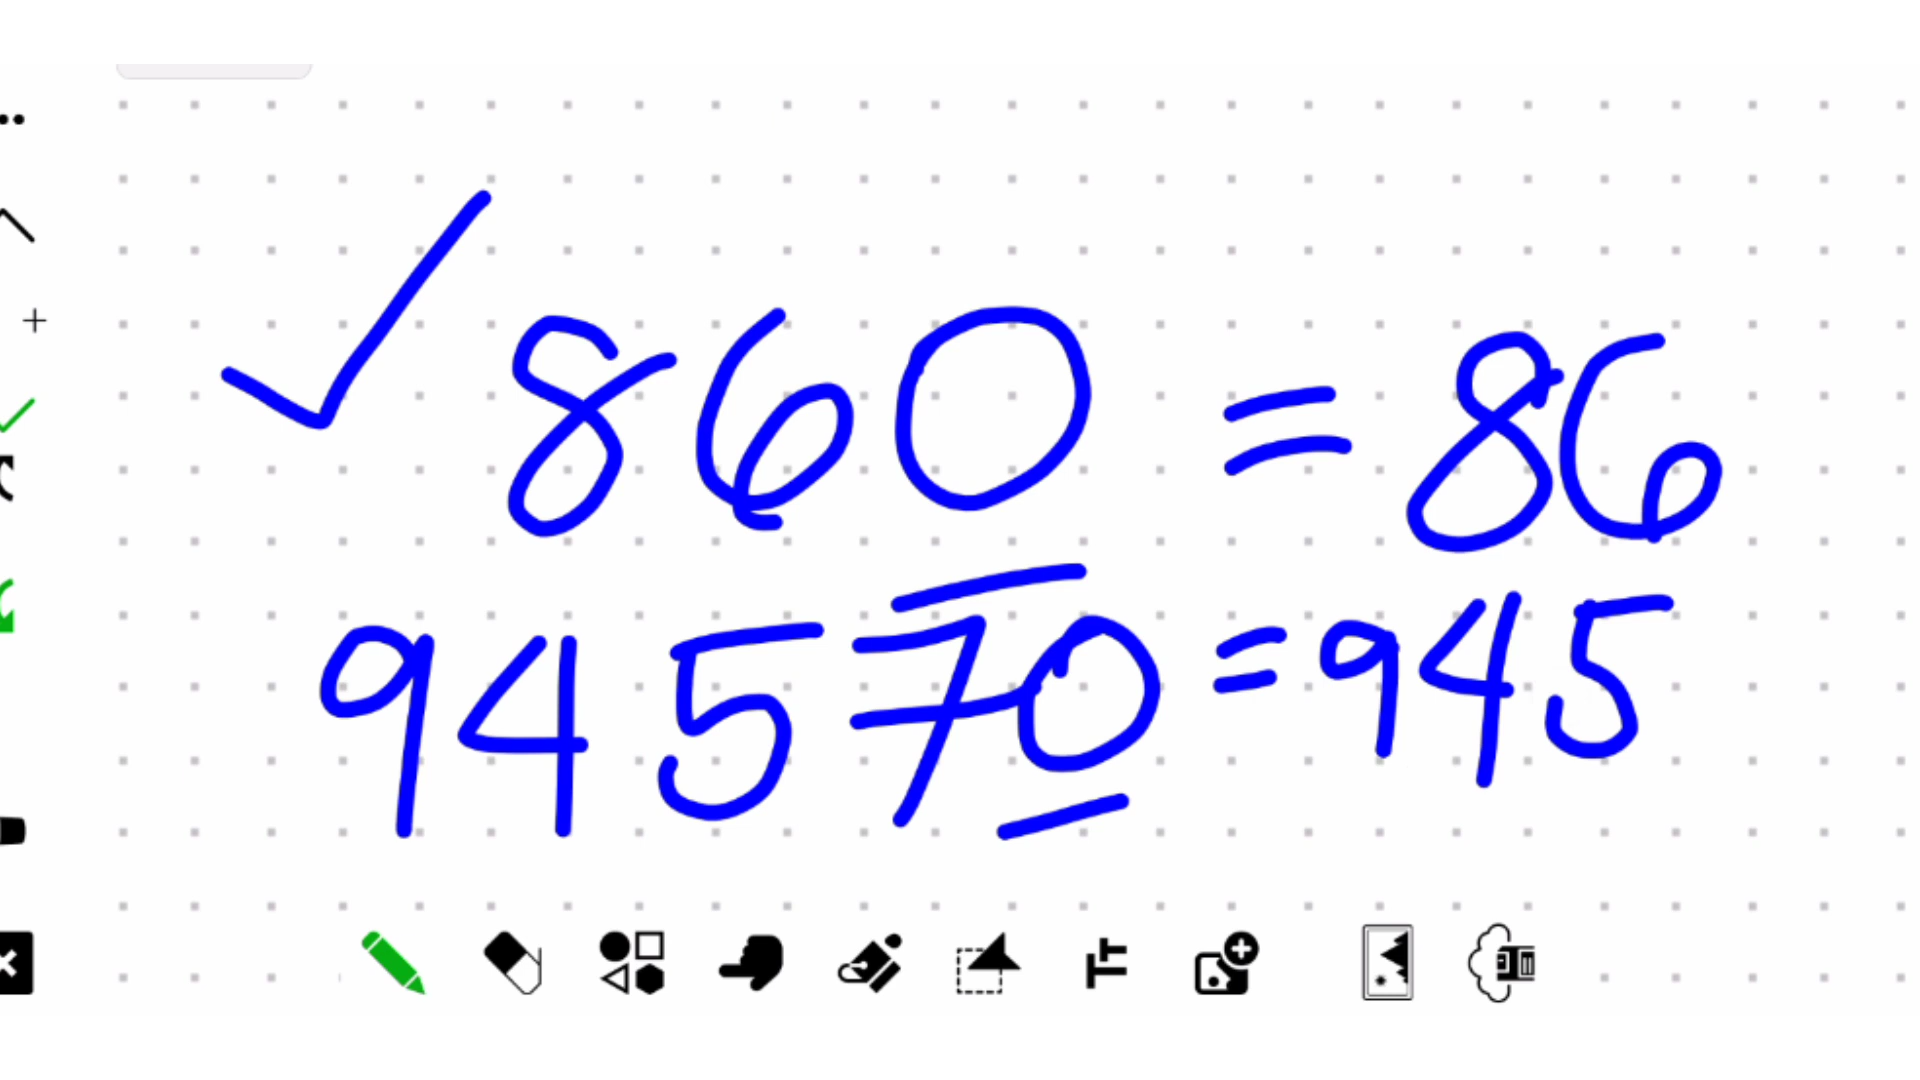 ✓ 860 = 86
94570 = 945